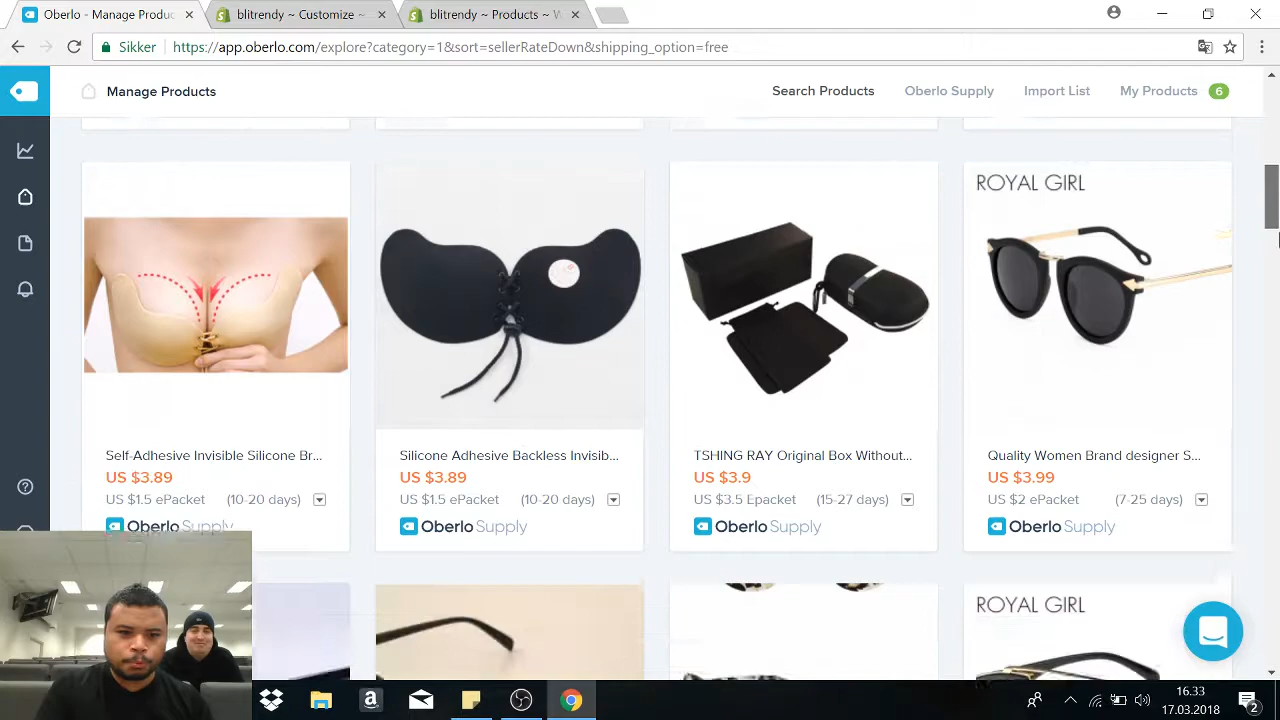 Oberlo - Manage Products
blitrendy ~ Customize ~
blitrendy ~ Products ~ W
Sikker
https://app.oberlo.com/explore?category=1&sort=sellerRateDown&shipping_option=free
Manage Products
Search Products
Oberlo Supply
Import List
My Products 6
ROYAL GIRL
Self-Adhesive Invisible Silicone Br...
Silicone Adhesive Backless Invisib...
TSHING RAY Original Box Without...
Quality Women Brand designer S...
US $3.89
US $3.89
US $3.9
US $3.99
US $1.5 ePacket (10-20 days)
US $1.5 ePacket (10-20 days)
US $3.5 Epacket (15-27 days)
US $2 ePacket (7-25 days)
Oberlo Supply
Oberlo Supply
Oberlo Supply
Oberlo Supply
ROYAL GIRL
16.33
17.03.2018
2